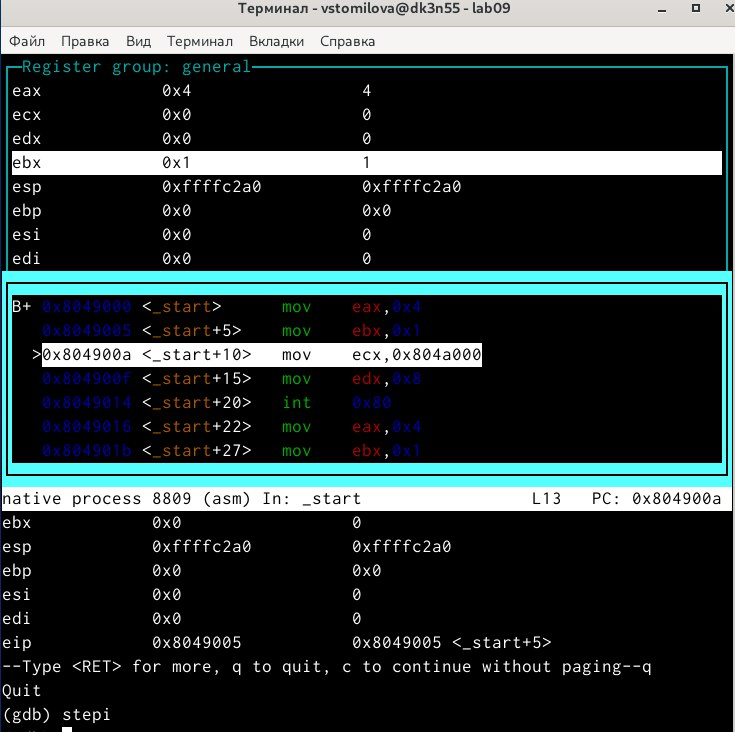 Терминал - vstomilova@dk3n55 - lab09
Файл Правка Вид Терминал Вкладки Справка
Register group: general
eax 0x4 4
ecx 0x0 0
edx 0x0 0
ebx 0x1 1
esp 0xffffc2a0 0xffffc2a0
ebp 0x0 0x0
esi 0x0 0
edi 0x0 0
B+ 0x8049000 <_start> mov eax,0x4
0x8049005 <_start+5> mov ebx,0x1
>0x804900a <_start+10> mov ecx,0x804a000
0x804900f <_start+15> mov edx,0x8
0x8049014 <_start+20> int 0x80
0x8049016 <_start+22> mov eax,0x4
0x804901b <_start+27> mov ebx,0x1
native process 8809 (asm) In: _start L13 PC: 0x804900a
ebx 0x0 0
esp 0xffffc2a0 0xffffc2a0
ebp 0x0 0x0
esi 0x0 0
edi 0x0 0
eip 0x8049005 0x8049005 <_start+5>
--Type <RET> for more, q to quit, c to continue without paging--q
Quit
(gdb) stepi